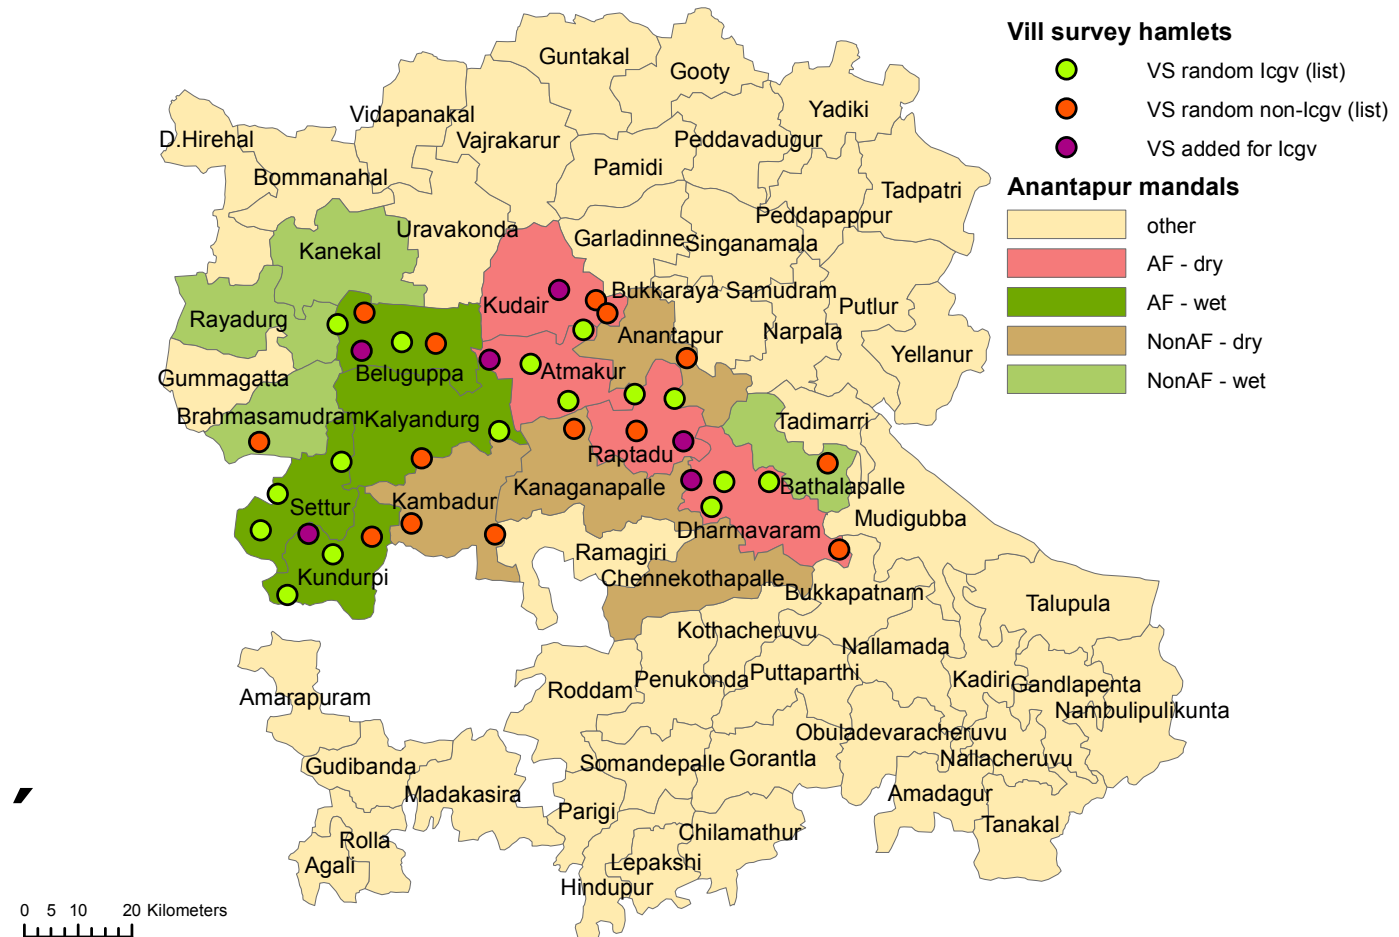 Vill survey hamlets
VS random Icgv (list)
VS random non-Icgv (list)
VS added for Icgv
Anantapur mandals
other
AF - dry
AF - wet
NonAF - dry
NonAF - wet
Guntakal
Gooty
Yadiki
Vidapanakal
D.Hirehal
Vajrakarur
Peddavadugur
Pamidi
Bommanahal
Tadpatri
Peddapappur
Uravakonda
Garladinne
Singanamala
Kanekal
Bukkaraya Samudram
Kudair
Putlur
Rayadurg
Anantapur
Narpala
Yellanur
Gummagatta
Beluguppa
Atmakur
Brahmasamudram
Kalyandurg
Tadimarri
Raptadu
Kanaganapalle
Bathalapalle
Kambadur
Settur
Mudigubba
Dharmavaram
Ramagiri
Kundurpi
Chennekothapalle
Bukkapatnam
Talupula
Kothacheruvu
Nallamada
Puttaparthi
Penukonda
Roddam
Kadiri
Gandlapenta
Amarapuram
Nambulipulikunta
Obuladevaracheruvu
Gorantla
Nallacheruvu
Somandepalle
Gudibanda
Madakasira
Amadagur
Parigi
Tanakal
Chilamathur
Rolla
Agali
Lepakshi
Hindupur
0 5 10 20 Kilometers